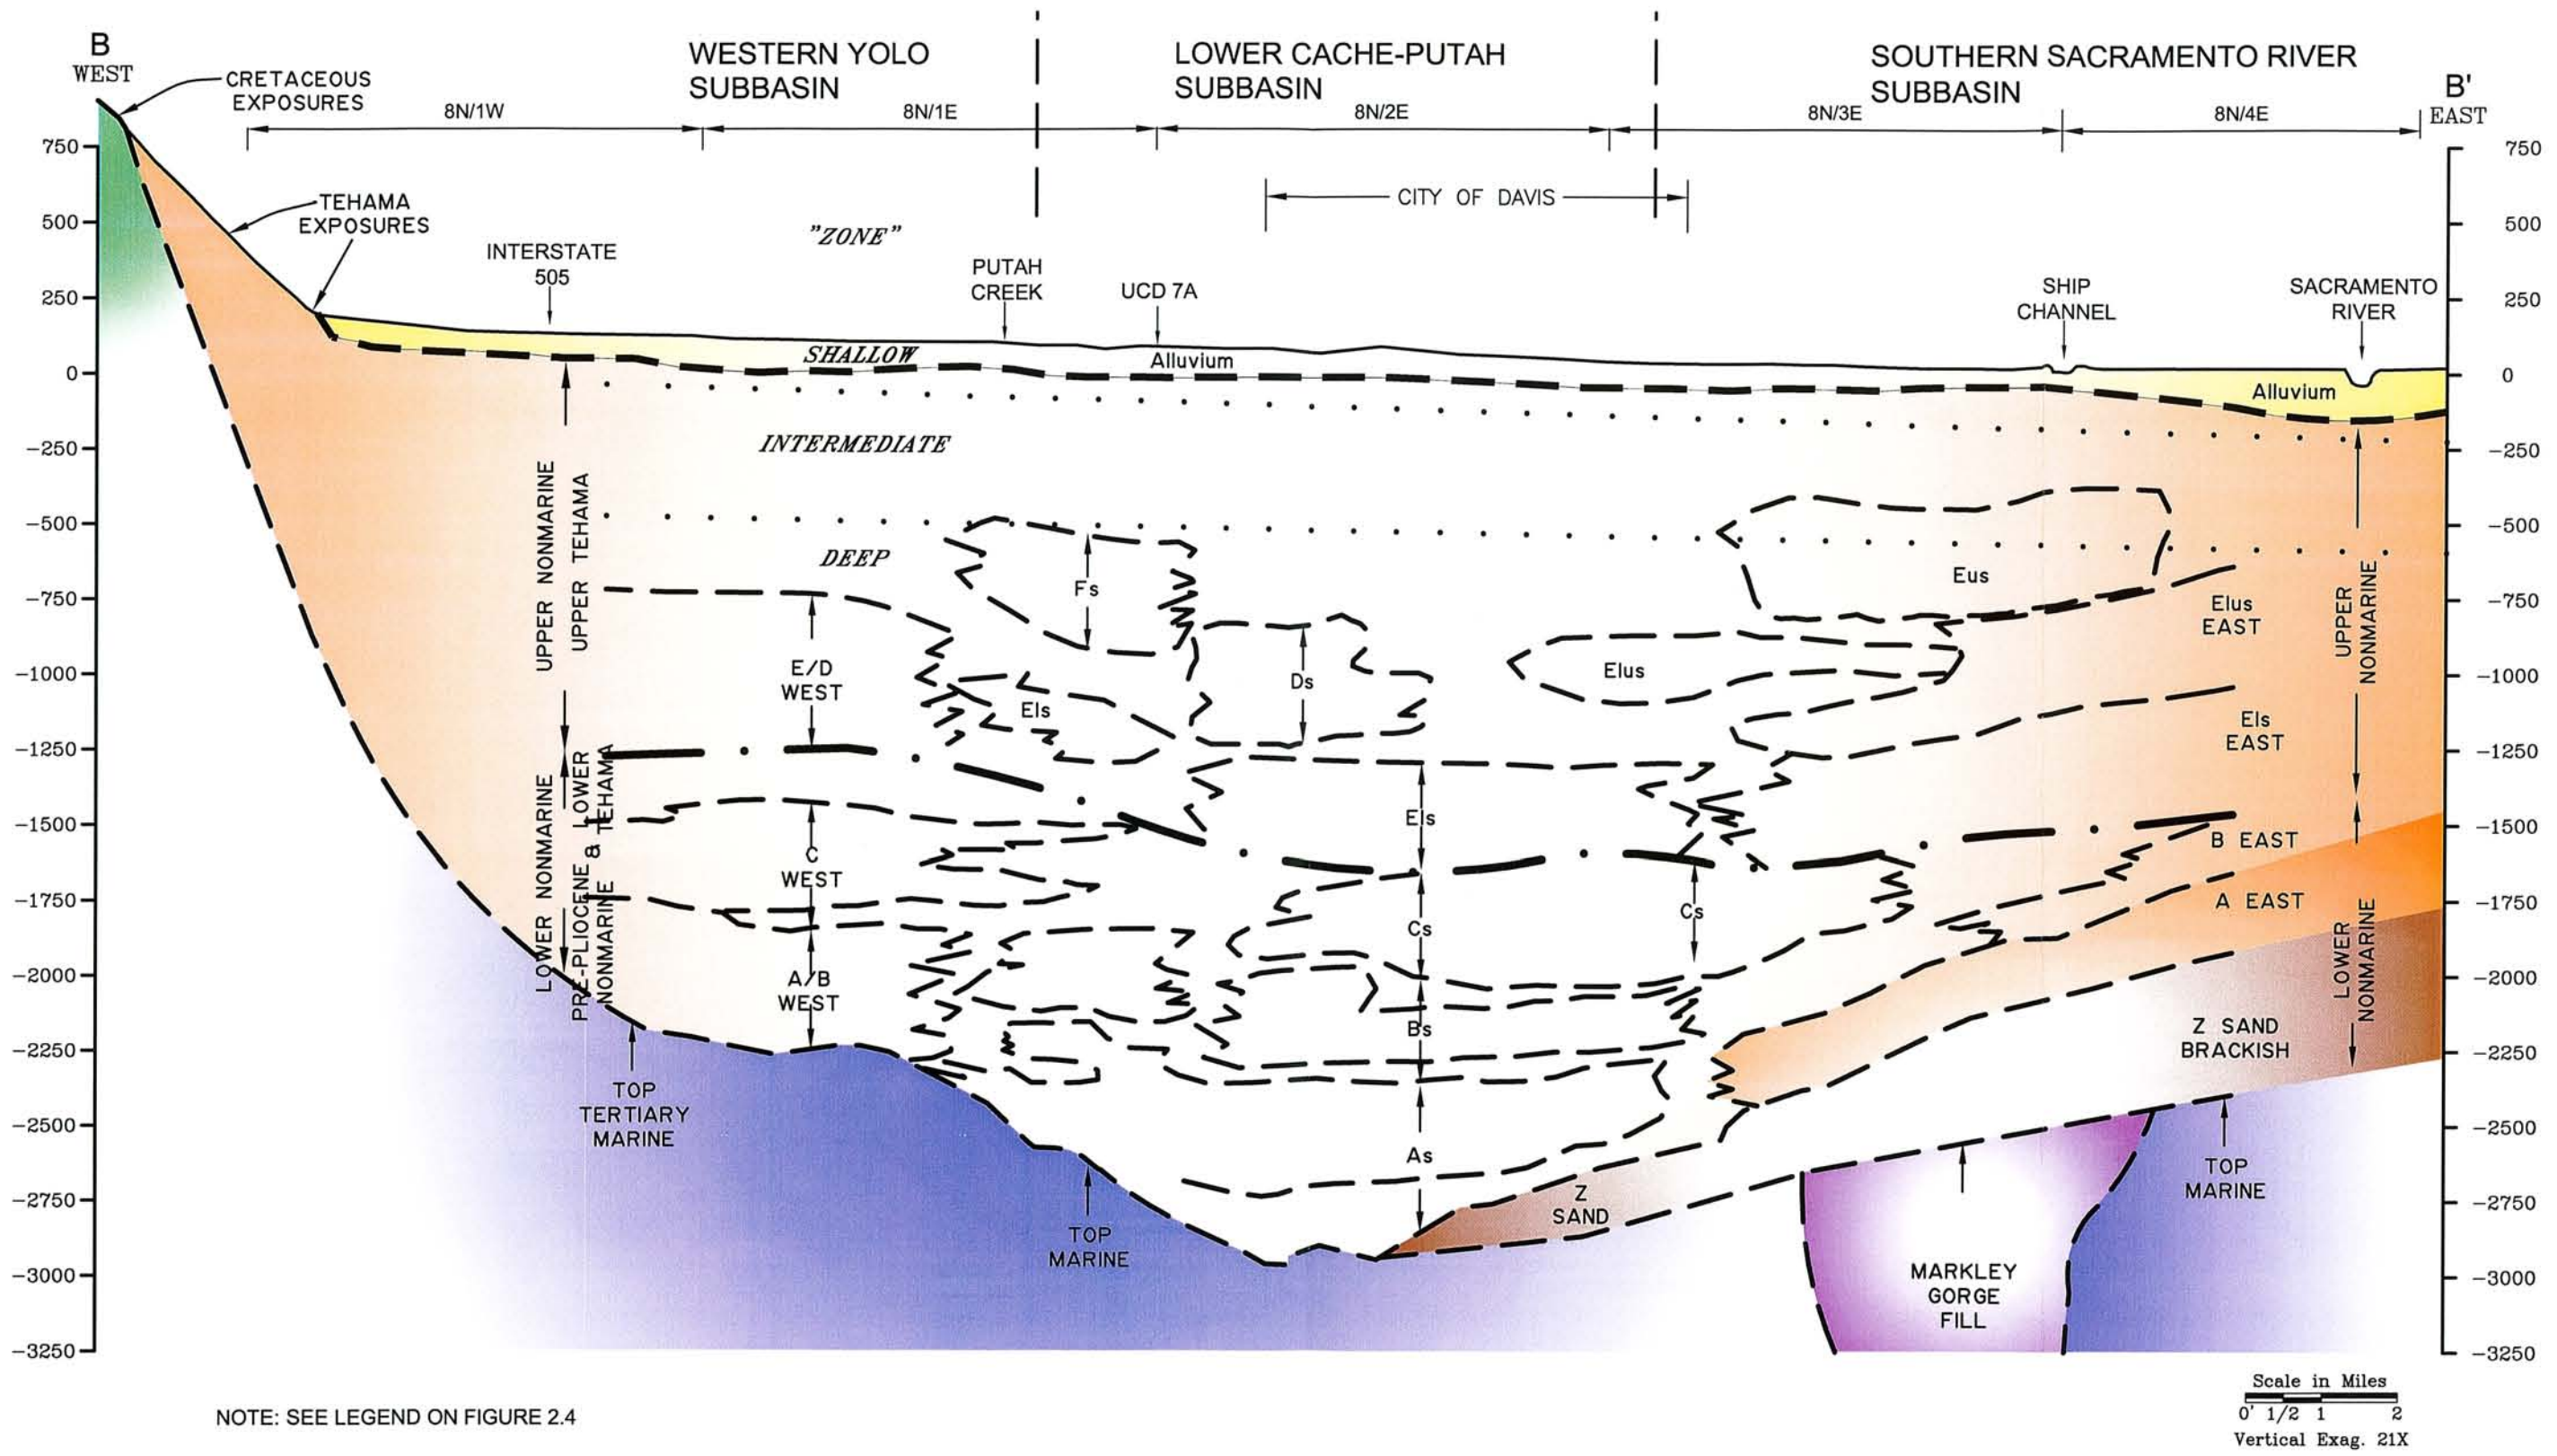 B
WEST
CRETACEOUS
EXPOSURES
WESTERN YOLO
SUBBASIN
LOWER CACHE-PUTAH
SUBBASIN
SOUTHERN SACRAMENTO RIVER
SUBBASIN
B'
EAST
8N/1W
8N/1E
8N/2E
8N/3E
8N/4E
TEHAMA
EXPOSURES
CITY OF DAVIS
"ZONE"
INTERSTATE
505
PUTAH
CREEK
UCD 7A
SHIP
CHANNEL
SACRAMENTO
RIVER
750
500
250
0
-250
-500
-750
-1000
-1250
-1500
-1750
-2000
-2250
-2500
-2750
-3000
-3250
SHALLOW
Alluvium
Alluvium
INTERMEDIATE
DEEP
UPPER NONMARINE
UPPER TEHAMA
LOWER NONMARINE
PRE-PLIOCENE & LOWER
NONMARINE TEHAMA
E/D
WEST
C
WEST
A/B
WEST
Fs
Els
Ds
Els
Cs
Bs
As
Cs
Eus
Elus
Elus
EAST
Els
EAST
B EAST
A EAST
UPPER
NONMARINE
LOWER
NONMARINE
Z SAND
BRACKISH
Z
SAND
TOP
TERTIARY
MARINE
TOP
MARINE
TOP
MARINE
MARKLEY
GORGE
FILL
750
500
250
0
-250
-500
-750
-1000
-1250
-1500
-1750
-2000
-2250
-2500
-2750
-3000
-3250
NOTE: SEE LEGEND ON FIGURE 2.4
Scale in Miles
0' 1/2 1 2
Vertical Exag. 21X